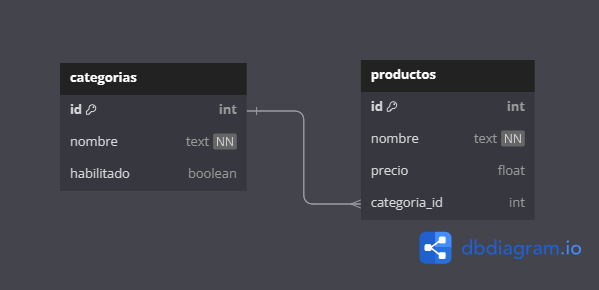 categorias
id int
nombre text NN
habilitado boolean
productos
id int
nombre text NN
precio float
categoria_id int
dbdiagram.io